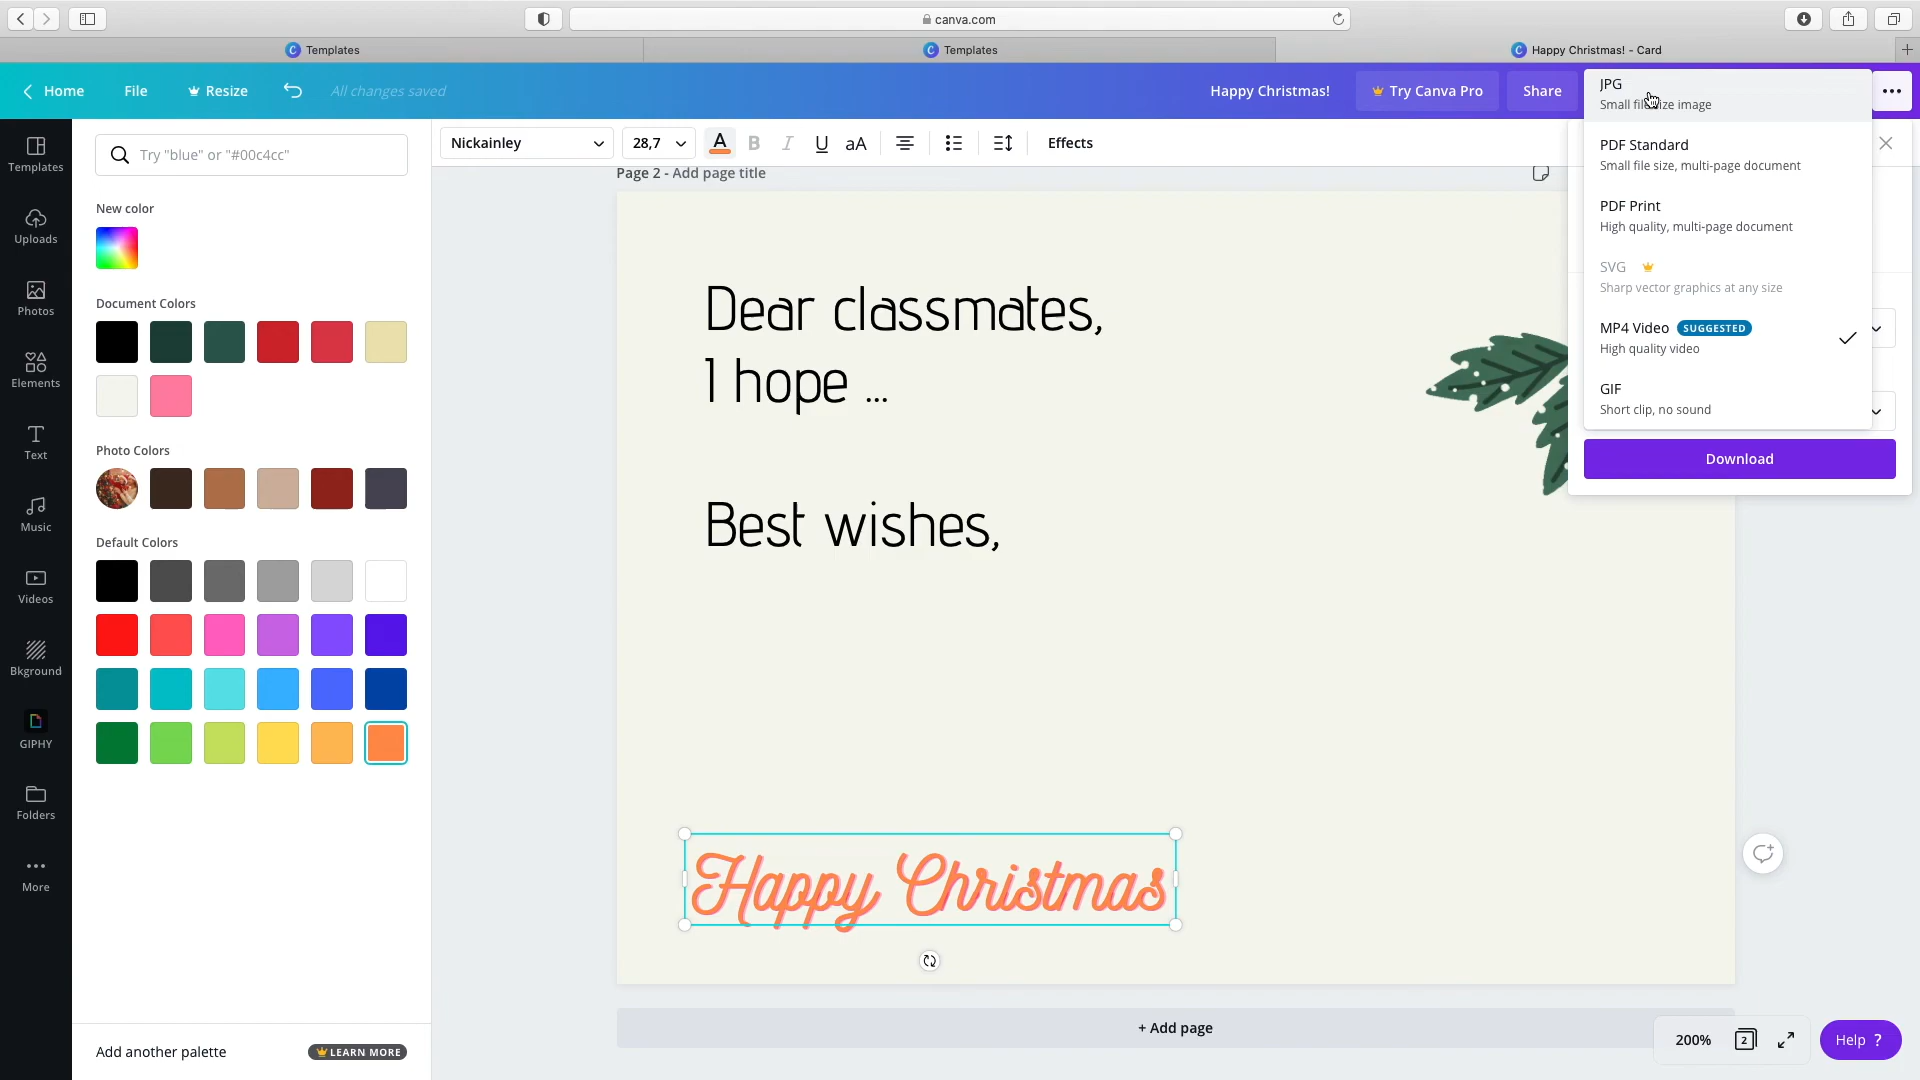 canva.com
Templates
Templates
Happy Christmas! - Card
Home
File
Resize
All changes saved
Happy Christmas!
Try Canva Pro
Share
JPG
Small file size image
PDF Standard
Small file size, multi-page document
PDF Print
High quality, multi-page document
SVG
Sharp vector graphics at any size
MP4 Video SUGGESTED
High quality video
GIF
Short clip, no sound
Download
Templates
Uploads
Photos
Elements
Text
Music
Videos
Bkground
GIPHY
Folders
More
Try "blue" or "#00c4cc"
New color
Document Colors
Photo Colors
Default Colors
Add another palette
LEARN MORE
Nickainley
28,7
A
B
I
U
aA
Effects
Page 2 - Add page title
Dear classmates,
I hope ...
Best wishes,
Happy Christmas
+ Add page
200%
2
Help ?